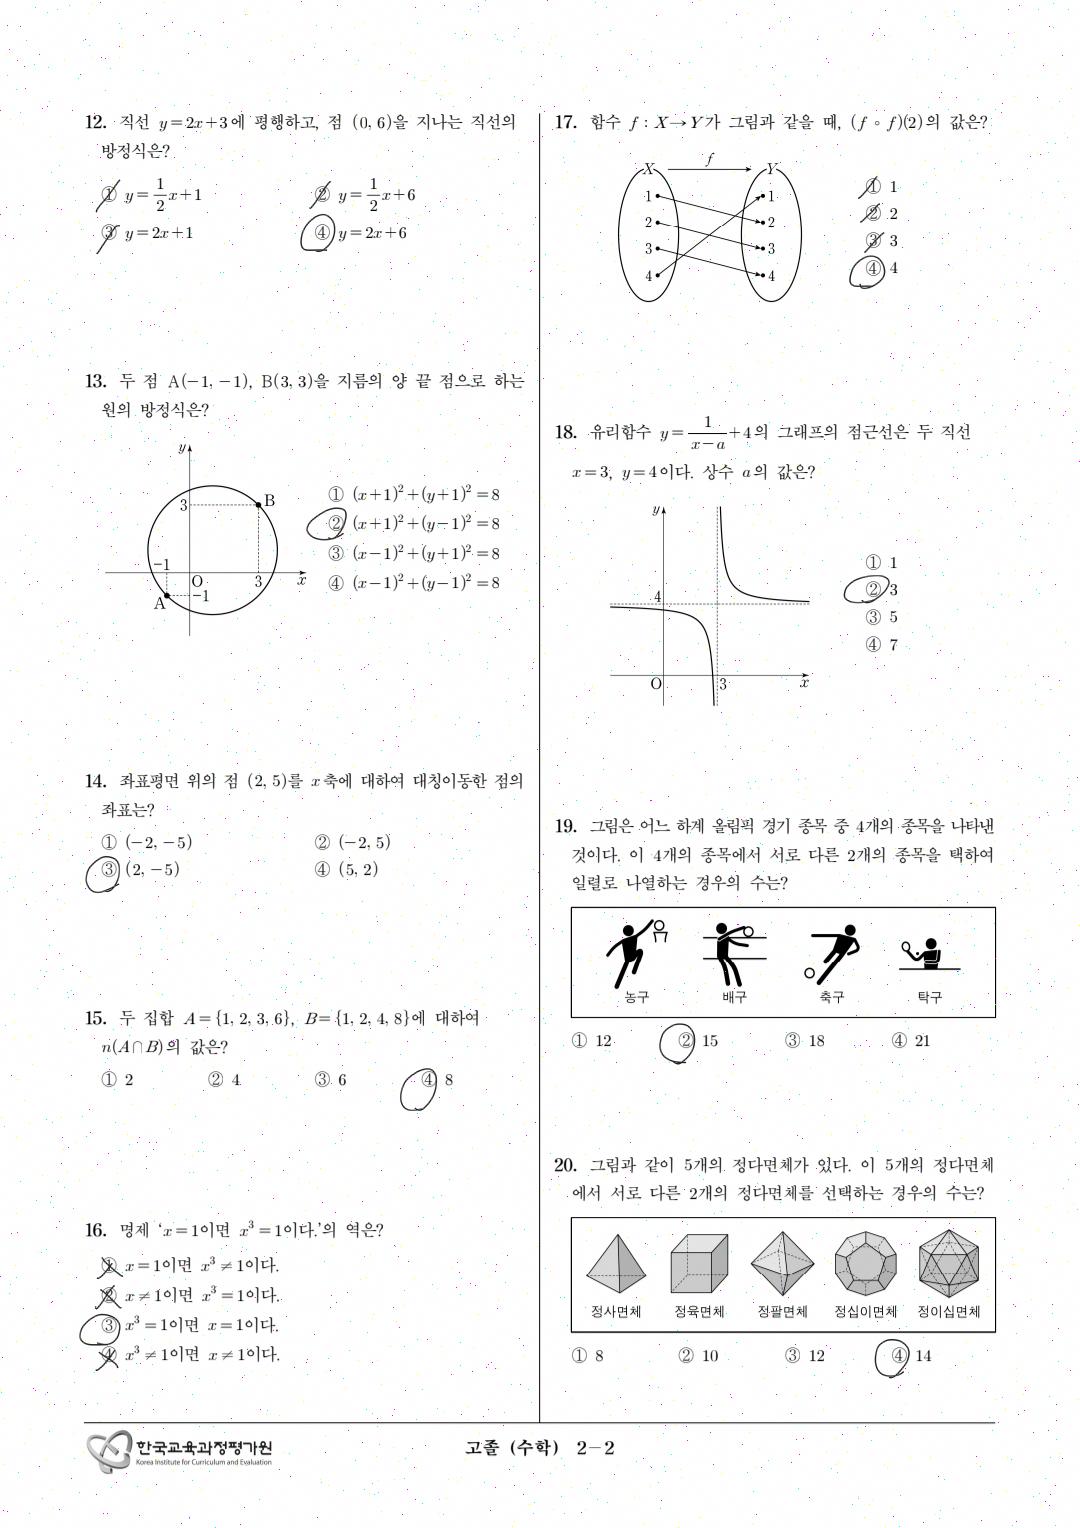 12. 직선 y=2x+3에 평행하고, 점 (0, 6)을 지나는 직선의
방정식은?
① y=1/2x+1 ② y=1/2x+6
③ y=2x+1 ④ y=2x+6
13. 두 점 A(−1, −1), B(3, 3)을 지름의 양 끝 점으로 하는
원의 방정식은?
y
3
B
−1
O
3
x
A
−1
① (x+1)²+(y+1)²=8
② (x+1)²+(y−1)²=8
③ (x−1)²+(y+1)²=8
④ (x−1)²+(y−1)²=8
14. 좌표평면 위의 점 (2, 5)를 x축에 대하여 대칭이동한 점의
좌표는?
① (−2, −5) ② (−2, 5)
③ (2, −5) ④ (5, 2)
15. 두 집합 A={1, 2, 3, 6}, B={1, 2, 4, 8}에 대하여
n(A∩B)의 값은?
① 2 ② 4 ③ 6 ④ 8
16. 명제 ‘x=1이면 x³=1이다.’의 역은?
① x=1이면 x³≠1이다.
② x≠1이면 x³=1이다.
③ x³=1이면 x=1이다.
④ x³≠1이면 x≠1이다.
17. 함수 f : X→Y가 그림과 같을 때, (f∘f)(2)의 값은?
X f Y
1 1
2 2
3 3
4 4
① 1
② 2
③ 3
④ 4
18. 유리함수 y=1/(x−a)+4의 그래프의 점근선은 두 직선
x=3, y=4이다. 상수 a의 값은?
y
4
O
3
x
① 1
② 3
③ 5
④ 7
19. 그림은 어느 하계 올림픽 경기 종목 중 4개의 종목을 나타낸
것이다. 이 4개의 종목에서 서로 다른 2개의 종목을 택하여
일렬로 나열하는 경우의 수는?
농구 배구 축구 탁구
① 12 ② 15 ③ 18 ④ 21
20. 그림과 같이 5개의 정다면체가 있다. 이 5개의 정다면체
에서 서로 다른 2개의 정다면체를 선택하는 경우의 수는?
정사면체 정육면체 정팔면체 정십이면체 정이십면체
① 8 ② 10 ③ 12 ④ 14
한국교육과정평가원
Korea Institute for Curriculum and Evaluation
고졸 (수학) 2−2